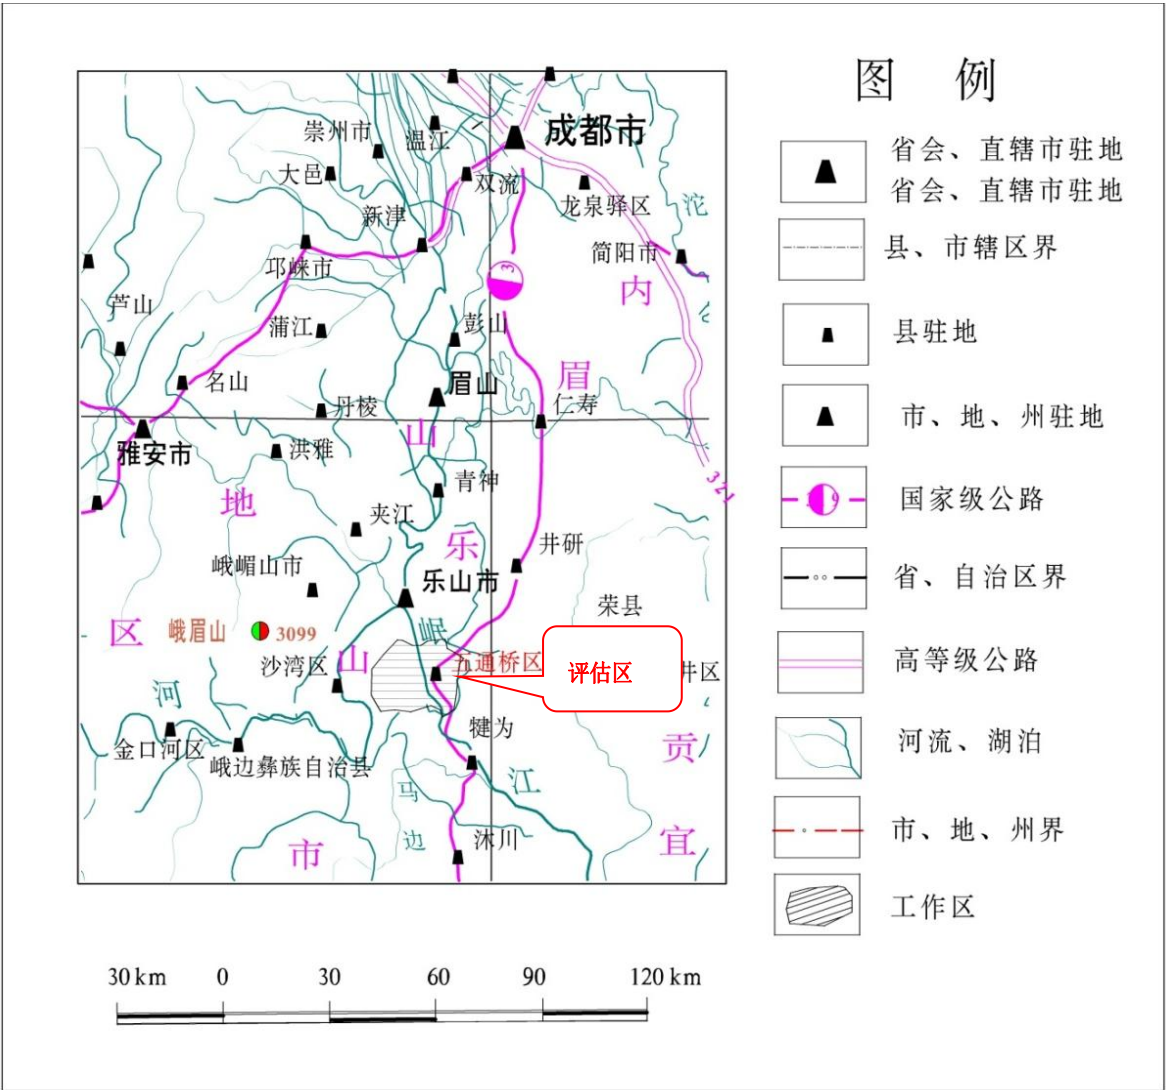 图 例
成都市
崇州市
温江
大邑
双流
新津
龙泉驿区
沱
简阳市
邛崃市
3
内
芦山
蒲江
彭山
名山
眉山
眉
丹棱
仁寿
雅安市
山
洪雅
321
地
青神
夹江
乐
井研
峨嵋山市
乐山市
荣县
区
峨眉山
3099
岷
沙湾区
山
五通桥区
评估区
井区
河
金口河区
峨边彝族自治县
犍为
贡
马
江
边
沐川
市
宜
省会、直辖市驻地
省会、直辖市驻地
县、市辖区界
县驻地
市、地、州驻地
国家级公路
省、自治区界
高等级公路
河流、湖泊
市、地、州界
工作区
30 km 0 30 60 90 120 km